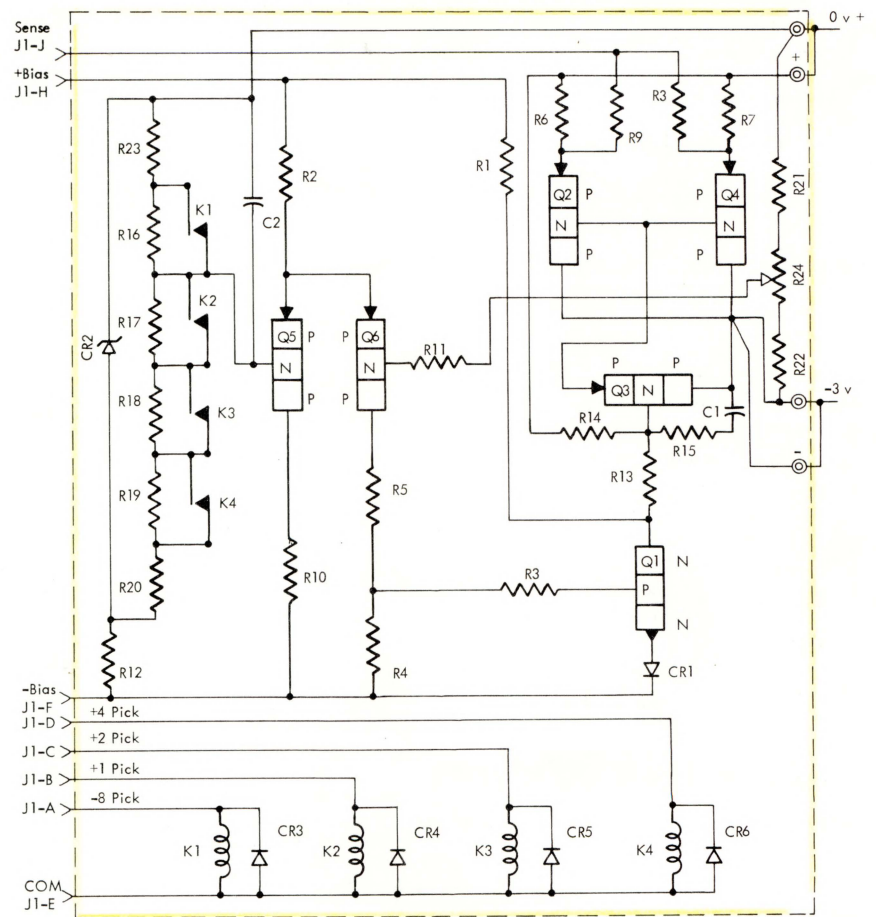 Sense
J1-J
+Bias
J1-H
0 v +
+
R23
R2
R1
R6
R9
R3
R7
R21
K1
C2
Q2 P
N
P
P Q4
N
P
R16
R24
K2
CR2
R17
Q5 P
N
P
P Q6
N
P
R11
R22
R18
K3
P P
Q3 N
-3 v
C1
R14
R15
-
R19
K4
R5
R13
R20
R10
R3
Q1 N
P
N
R12
R4
CR1
-Bias
J1-F
J1-D +4 Pick
J1-C +2 Pick
J1-B +1 Pick
J1-A -8 Pick
K1 CR3 K2 CR4 K3 CR5 K4 CR6
COM
J1-E